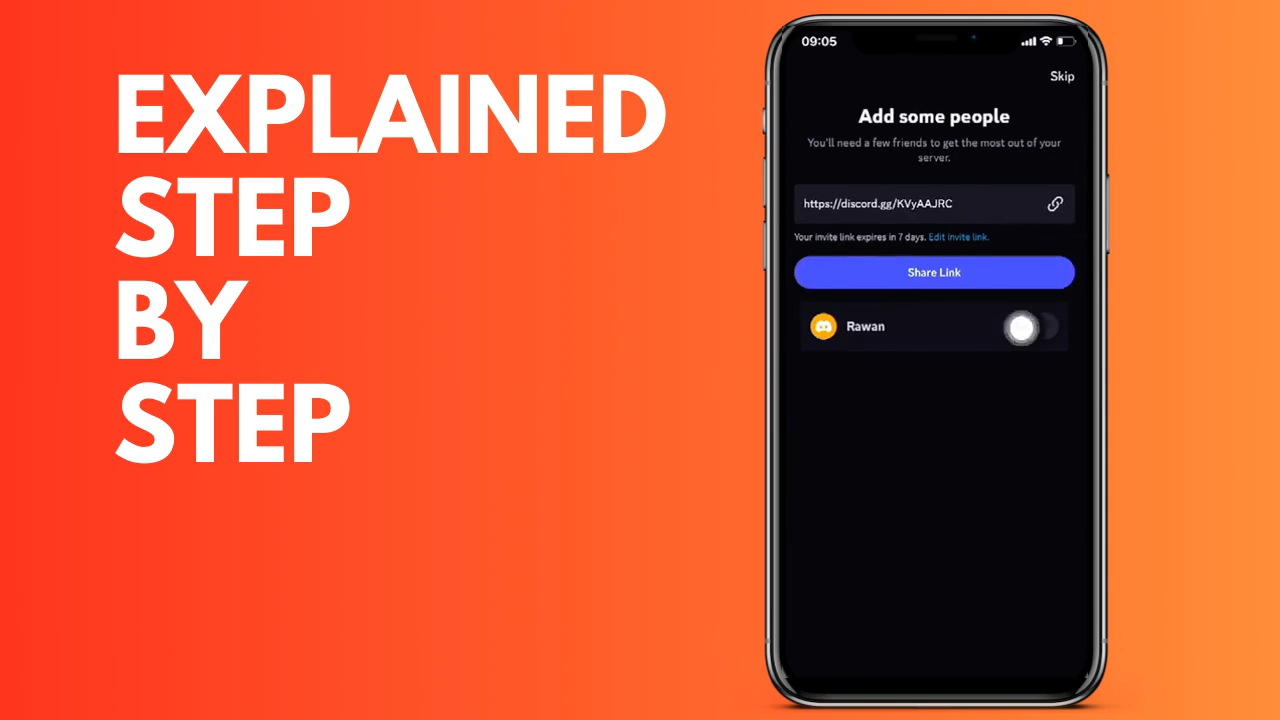 EXPLAINED
STEP
BY
STEP
09:05
Skip
Add some people
You'll need a few friends to get the most out of your
server.
https://discord.gg/KVyAAJRC
Your invite link expires in 7 days. Edit invite link.
Share Link
Rawan